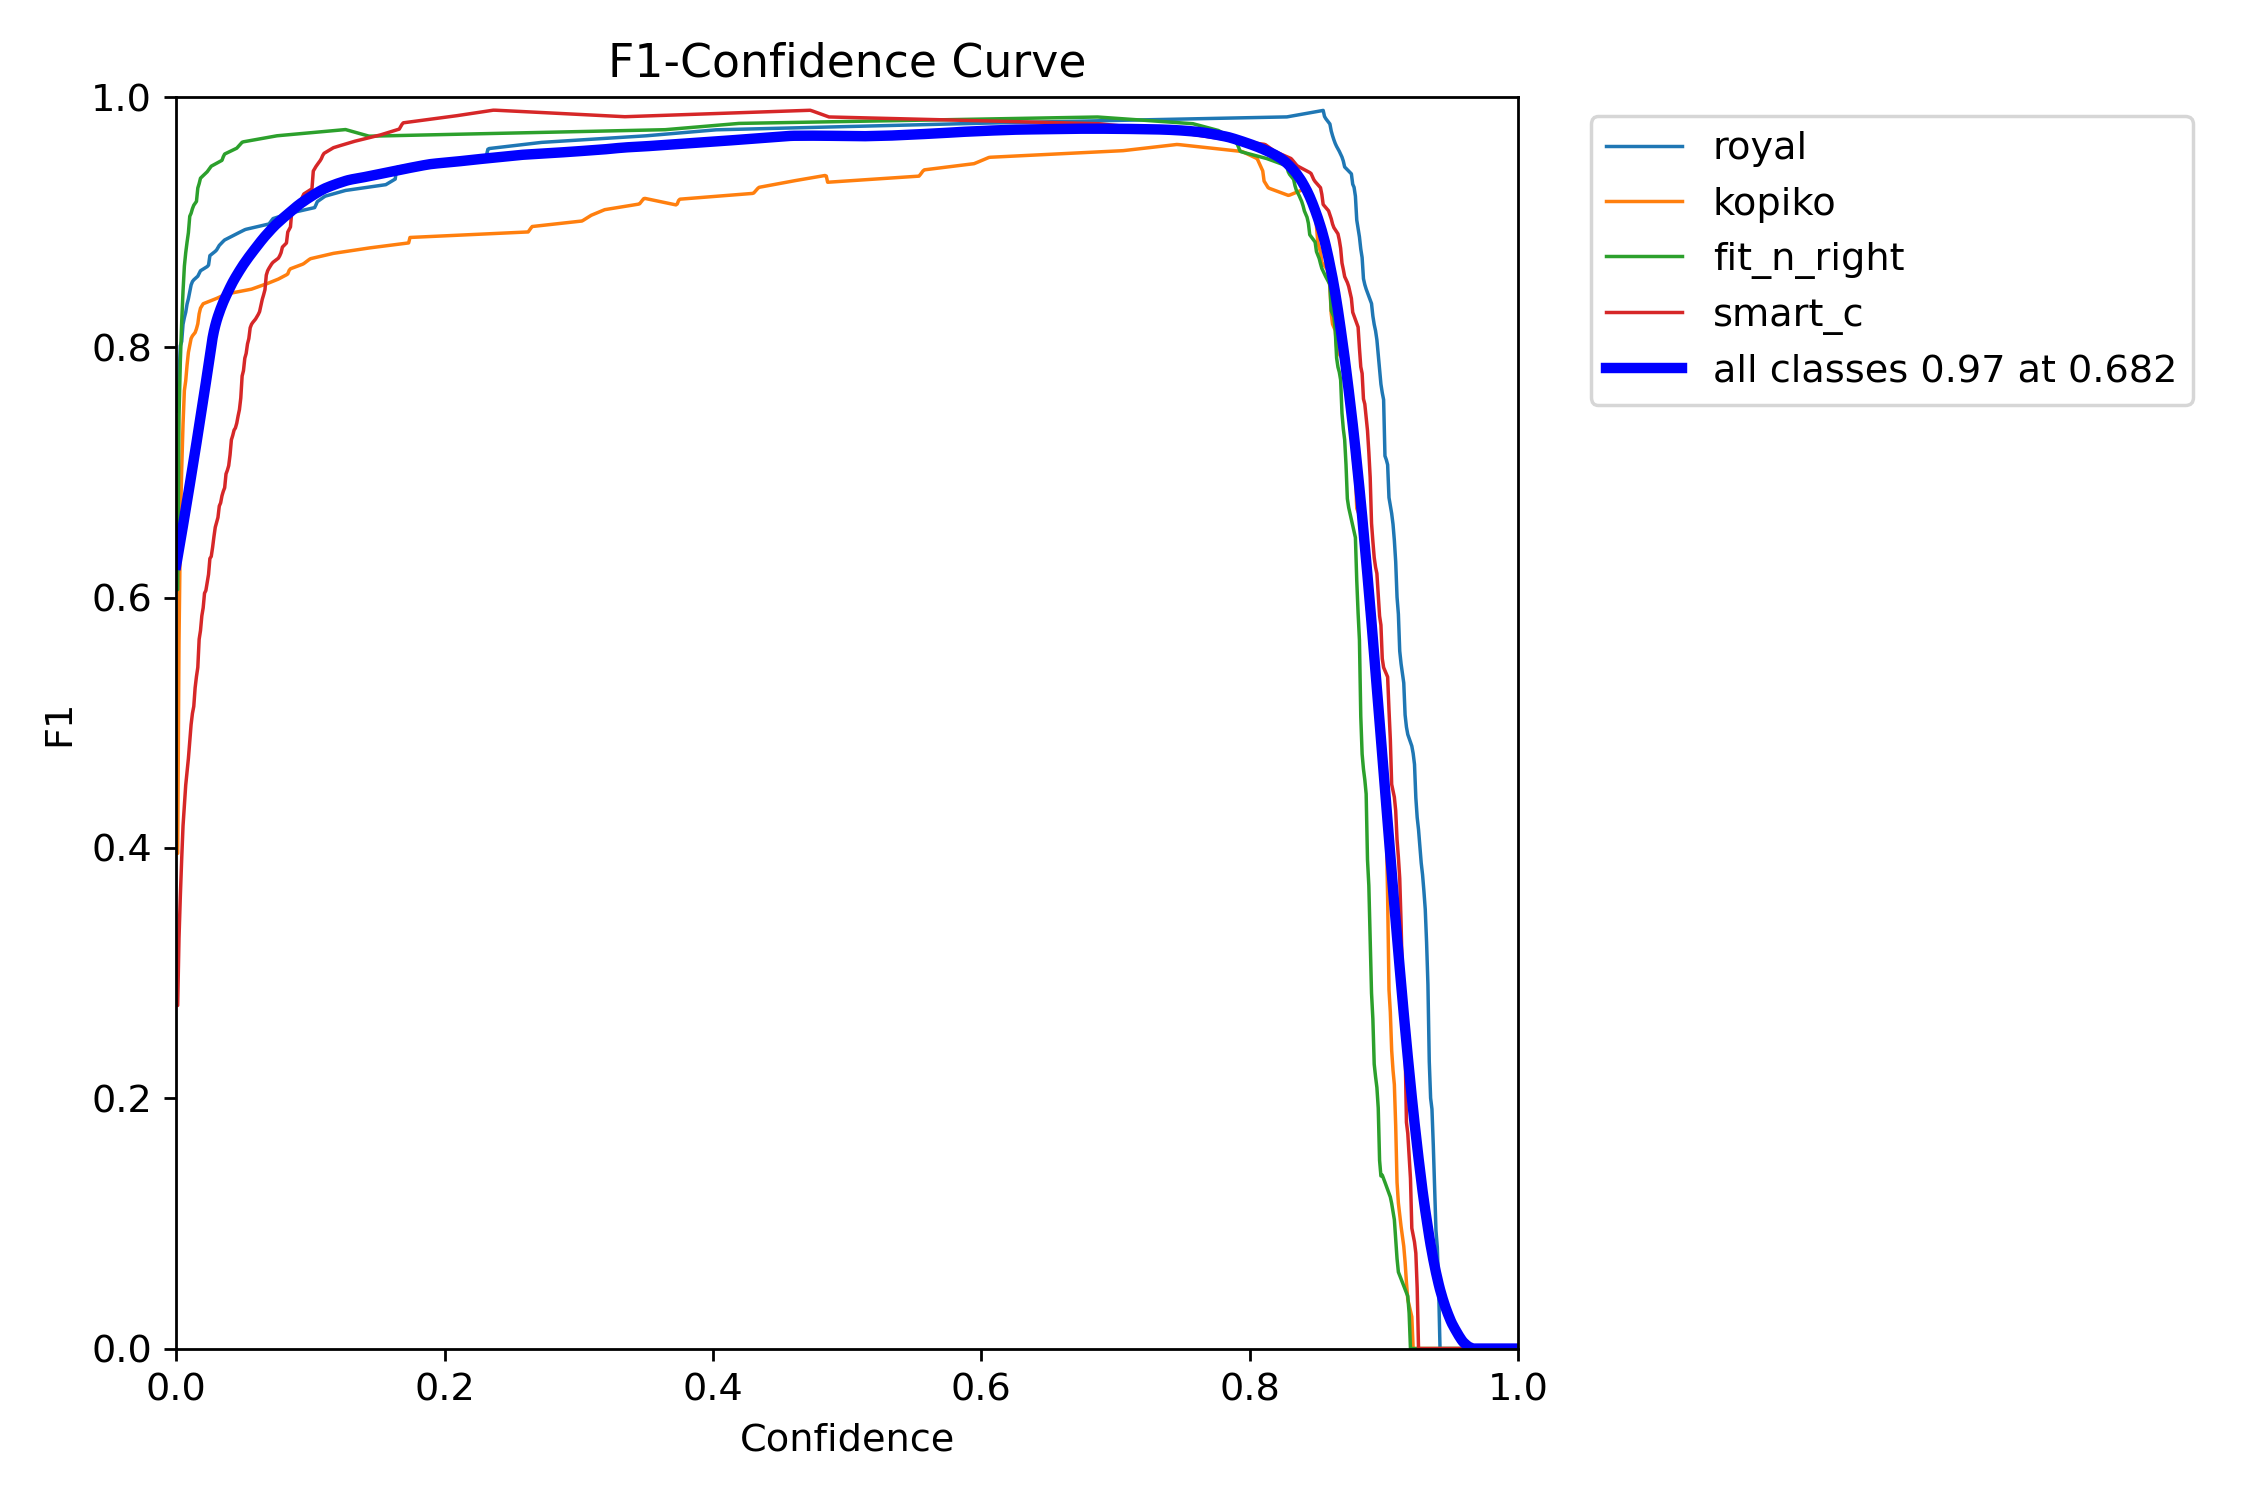 F1-Confidence Curve
1.0
0.8
0.6
0.4
0.2
0.0
F1
0.0 0.2 0.4 0.6 0.8 1.0
Confidence
royal
kopiko
fit_n_right
smart_c
all classes 0.97 at 0.682